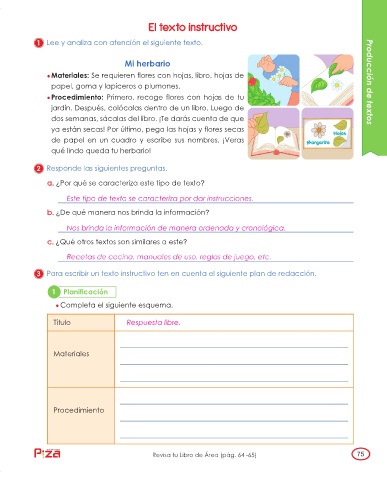 El texto instructivo
1 Lee y analiza con atención el siguiente texto.
Mi herbario
• Materiales: Se requieren flores con hojas, libro, hojas de
papel, goma y lapiceros o plumones.
• Procedimiento: Primero, recoge flores con hojas de tu
jardín. Después, colócalas dentro de un libro. Luego de
dos semanas, sácalas del libro. ¡Te darás cuenta de que
ya están secas! Por último, pega las hojas y flores secas
de papel en un cuadro y escribe sus nombres. ¡Verás
qué lindo queda tu herbario!
Hojas
Margarita
Producción de textos
2 Responde las siguientes preguntas.
a. ¿Por qué se caracteriza este tipo de texto?
Este tipo de texto se caracteriza por dar instrucciones.
b. ¿De qué manera nos brinda la información?
Nos brinda la información de manera ordenada y cronológica.
c. ¿Qué otros textos son similares a este?
Recetas de cocina, manuales de uso, reglas de juego, etc.
3 Para escribir un texto instructivo ten en cuenta el siguiente plan de redacción.
1 Planificación
• Completa el siguiente esquema.
Título
Respuesta libre.
Materiales
Procedimiento
Pizá
Revisa tu Libro de Área (pág. 64 -65)
75